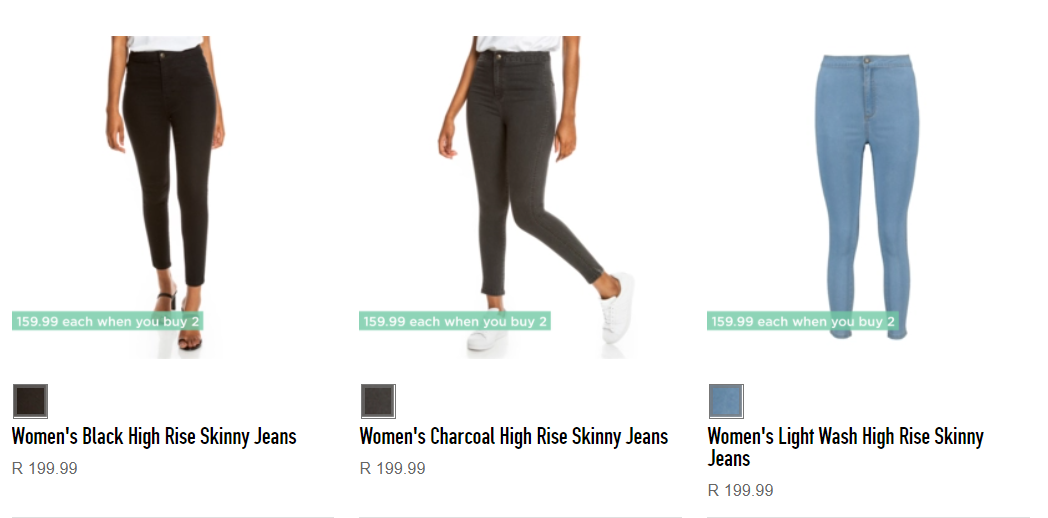 159.99 each when you buy 2
159.99 each when you buy 2
159.99 each when you buy 2
Women's Black High Rise Skinny Jeans
R 199.99
Women's Charcoal High Rise Skinny Jeans
R 199.99
Women's Light Wash High Rise Skinny
Jeans
R 199.99